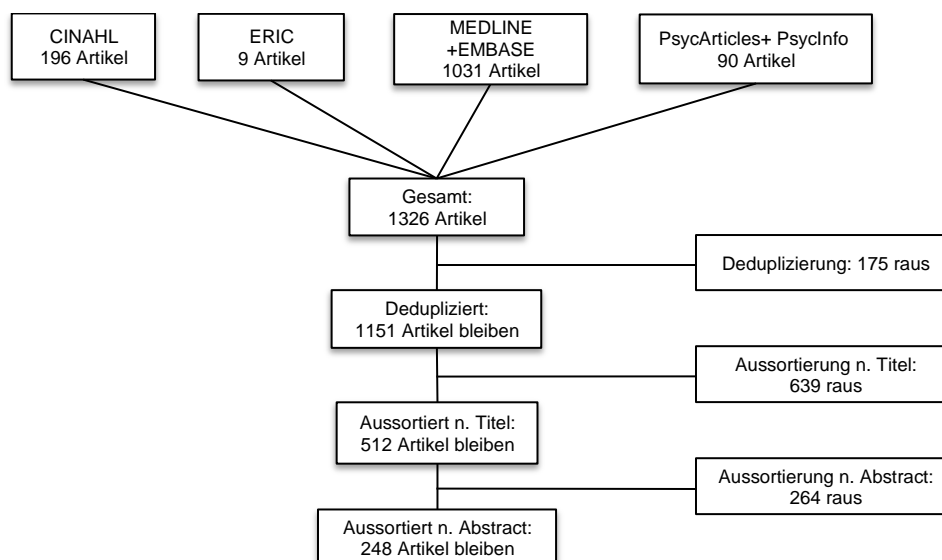 CINAHL
196 Artikel
ERIC
9 Artikel
MEDLINE
+EMBASE
1031 Artikel
PsycArticles+ PsycInfo
90 Artikel
Gesamt:
1326 Artikel
Deduplizierung: 175 raus
Dedupliziert:
1151 Artikel bleiben
Aussortierung n. Titel:
639 raus
Aussortiert n. Titel:
512 Artikel bleiben
Aussortierung n. Abstract:
264 raus
Aussortiert n. Abstract:
248 Artikel bleiben